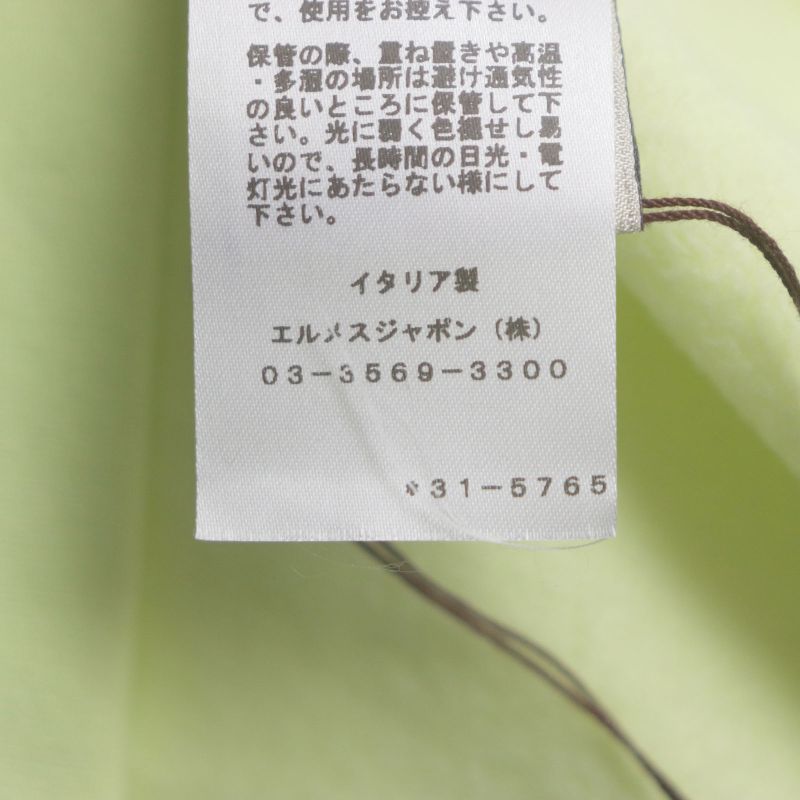 で、使用をお控え下さい。
保管の際、重ね置きや高温
・多湿の場所は避け通気性
の良いところに保管して下
さい。光に弱く色褪せし易
いので、長時間の日光・電
灯光にあたらない様にして
下さい。
イタリア製
エルメスジャポン（株）
０３－３５６９－３３００
＊３１－５７６５